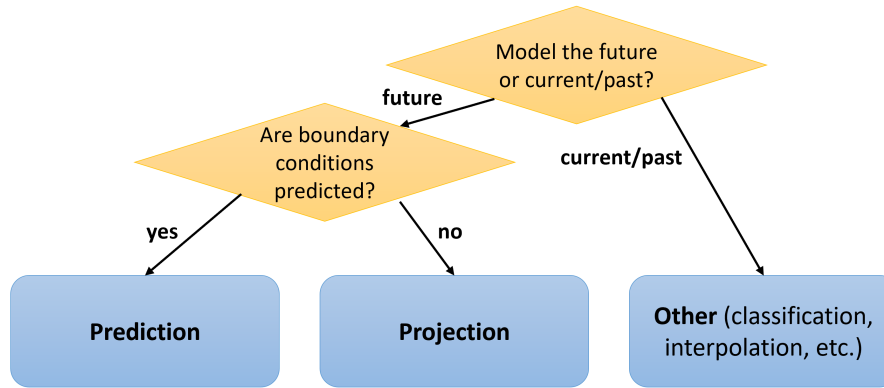 Model the future
or current/past?
future
Are boundary
conditions
predicted?
current/past
yes
no
Prediction
Projection
Other (classification,
interpolation, etc.)